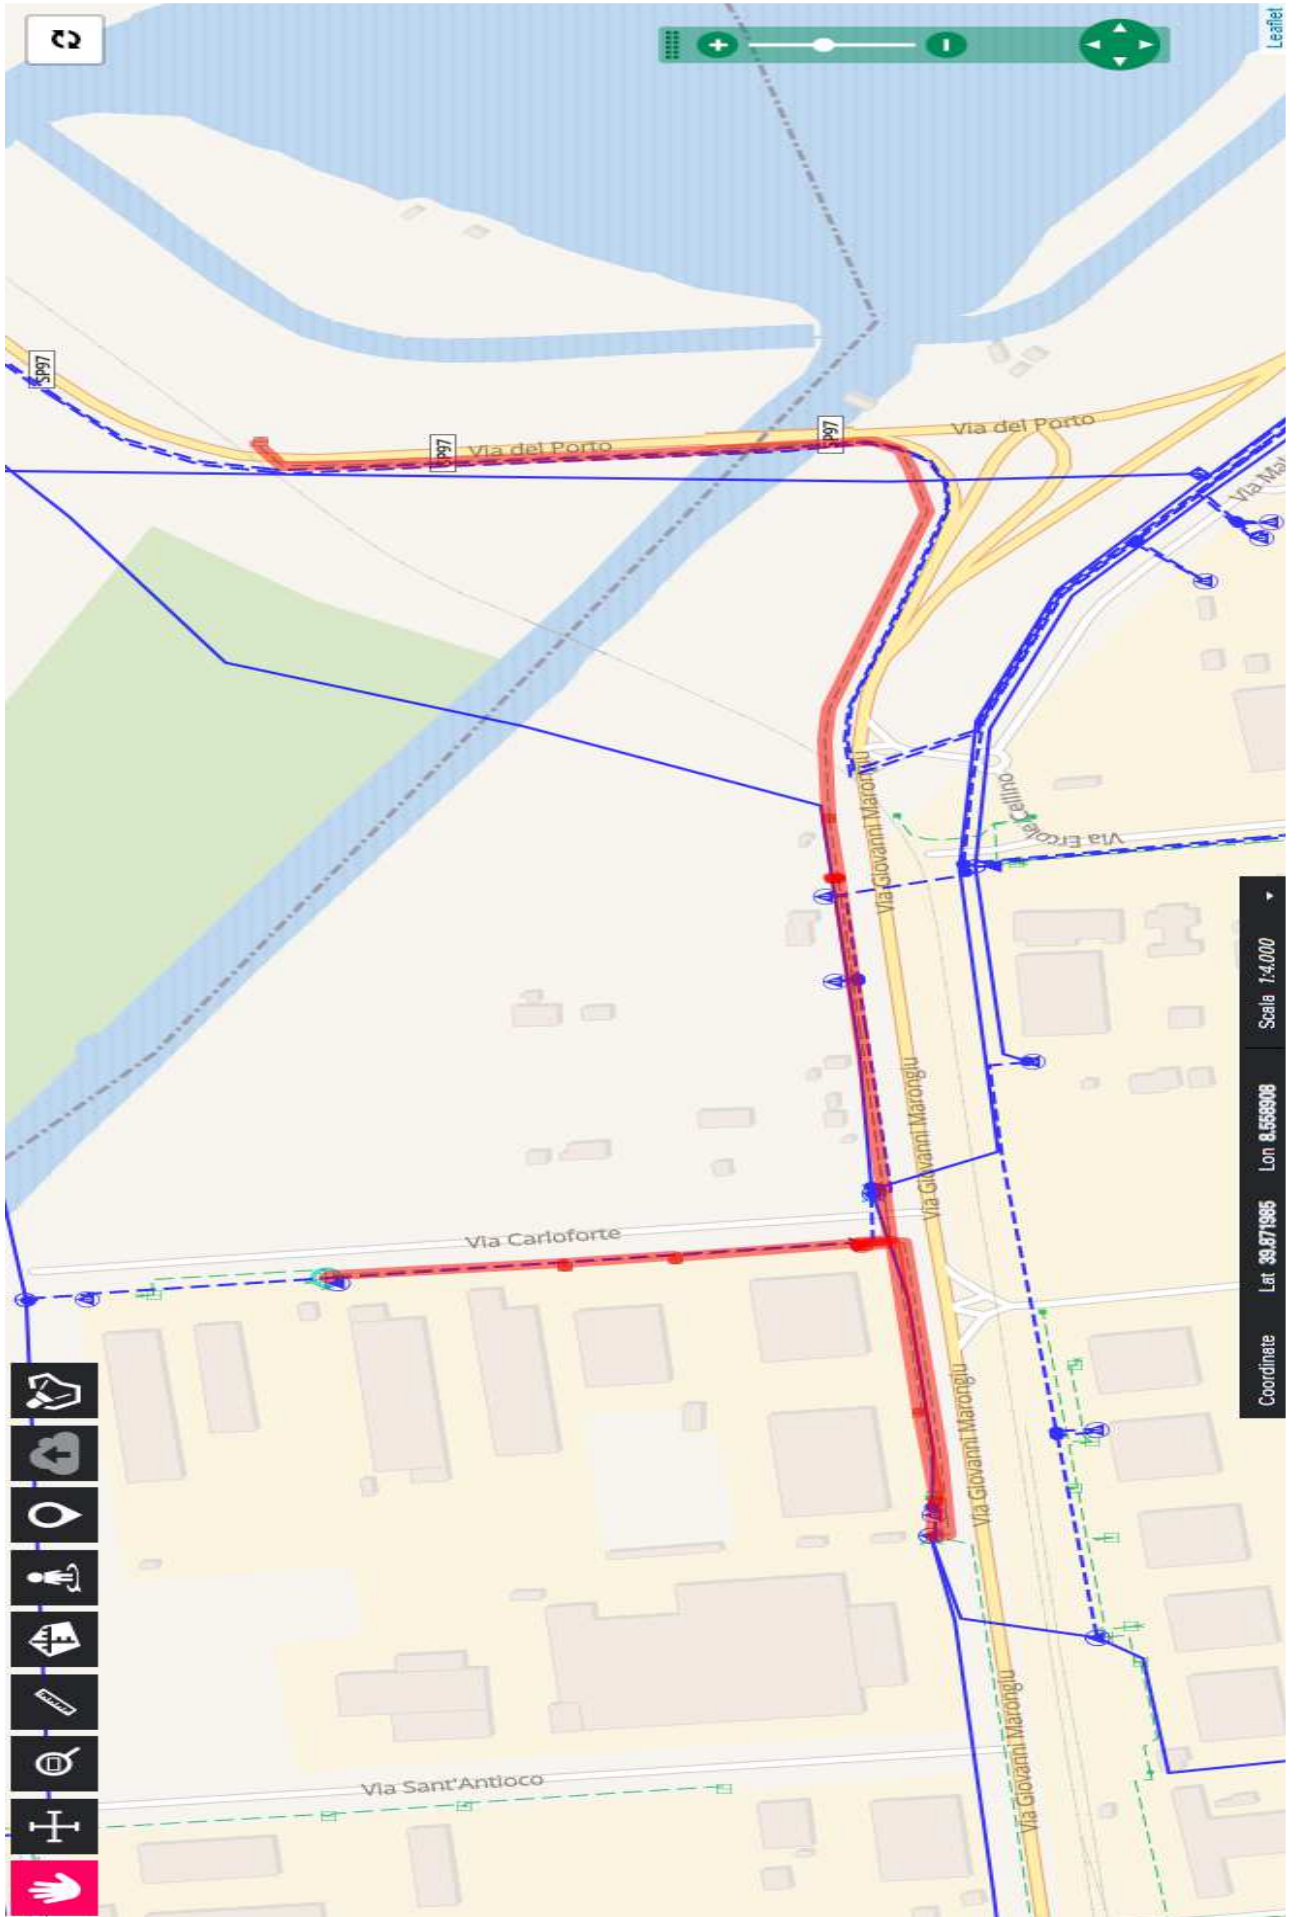 Leaflet
SP97
SP97
Via del Porto
SP97
Via del Porto
Via Giovanni Marongiu
Via Ercole Cellino
Via Giovanni Marongiu
Via Carloforte
Via Giovanni Marongiu
Via Sant'Antioco
Via Giovanni Marongiu
Coordinate Lat 39.871985 Lon 8.558908 Scala 1:4.000